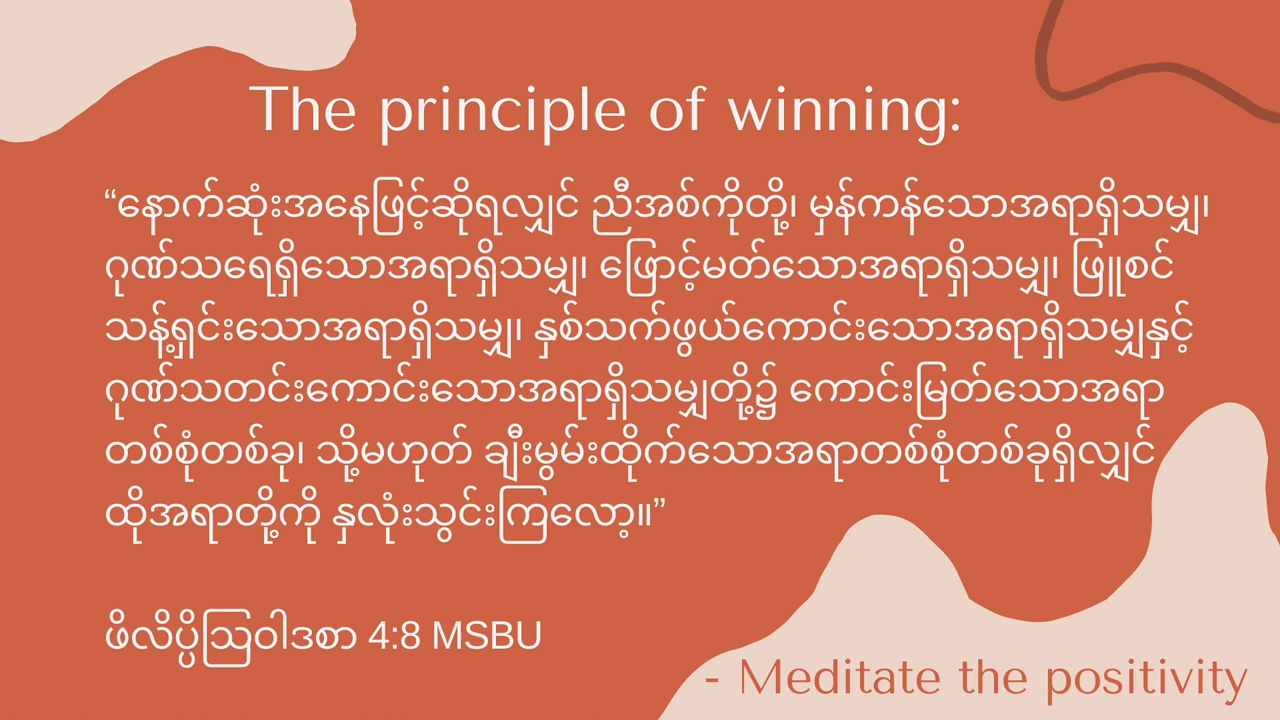 The principle of winning:
“နောက်ဆုံးအနေဖြင့်ဆိုရလျှင် ညီအစ်ကိုတို့၊ မှန်ကန်သောအရာရှိသမျှ၊
ဂုဏ်သရေရှိသောအရာရှိသမျှ၊ ဖြောင့်မတ်သောအရာရှိသမျှ၊ ဖြူစင်
သန့်ရှင်းသောအရာရှိသမျှ၊ နှစ်သက်ဖွယ်ကောင်းသောအရာရှိသမျှနှင့်
ဂုဏ်သတင်းကောင်းသောအရာရှိသမျှတို့၌ ကောင်းမြတ်သောအရာ
တစ်စုံတစ်ခု၊ သို့မဟုတ် ချီးမွမ်းထိုက်သောအရာတစ်စုံတစ်ခုရှိလျှင်
ထိုအရာတို့ကို နှလုံးသွင်းကြလော့။”
ဖိလိပ္ပိဩဝါဒစာ 4:8 MSBU
- Meditate the positivity